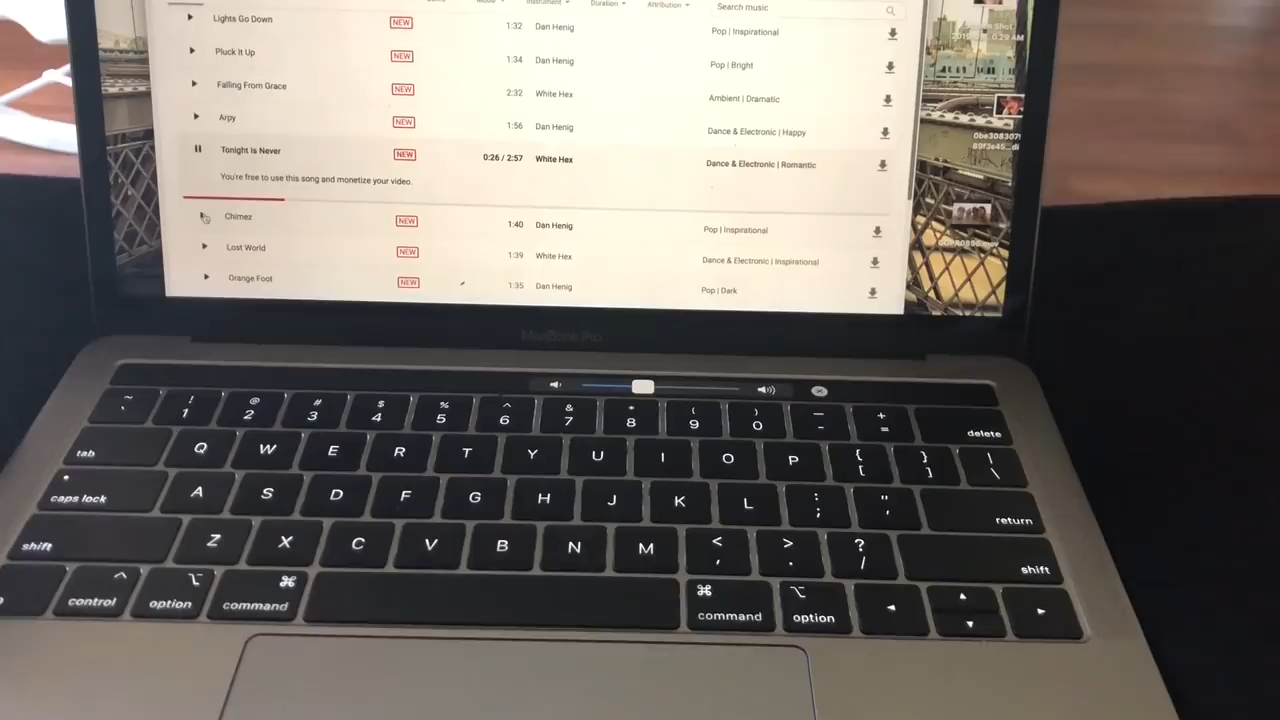 Instrument Duration Attribution Search music
Lights Go Down NEW 1:32 Dan Henig Pop | Inspirational
Pluck It Up NEW 1:34 Dan Henig Pop | Bright
Falling From Grace NEW 2:32 White Hex Ambient | Dramatic
Arpy NEW 1:56 Dan Henig Dance & Electronic | Happy
Tonight Is Never NEW 0:26 / 2:57 White Hex Dance & Electronic | Romantic
You're free to use this song and monetize your video.
Chimez NEW 1:40 Dan Henig Pop | Inspirational
Lost World NEW 1:39 White Hex Dance & Electronic | Inspirational
Orange Foot NEW 1:35 Dan Henig Pop | Dark
MacBook Pro
~ ! @ # $ % ^ & * ( ) _ +
` 1 2 3 4 5 6 7 8 9 0 - = delete
tab Q W E R T Y U I O P { [ } ] | \
caps lock A S D F G H J K L : ; " ' return
shift Z X C V B N M < , > . ? / shift
control option ⌘ command ⌘ command option